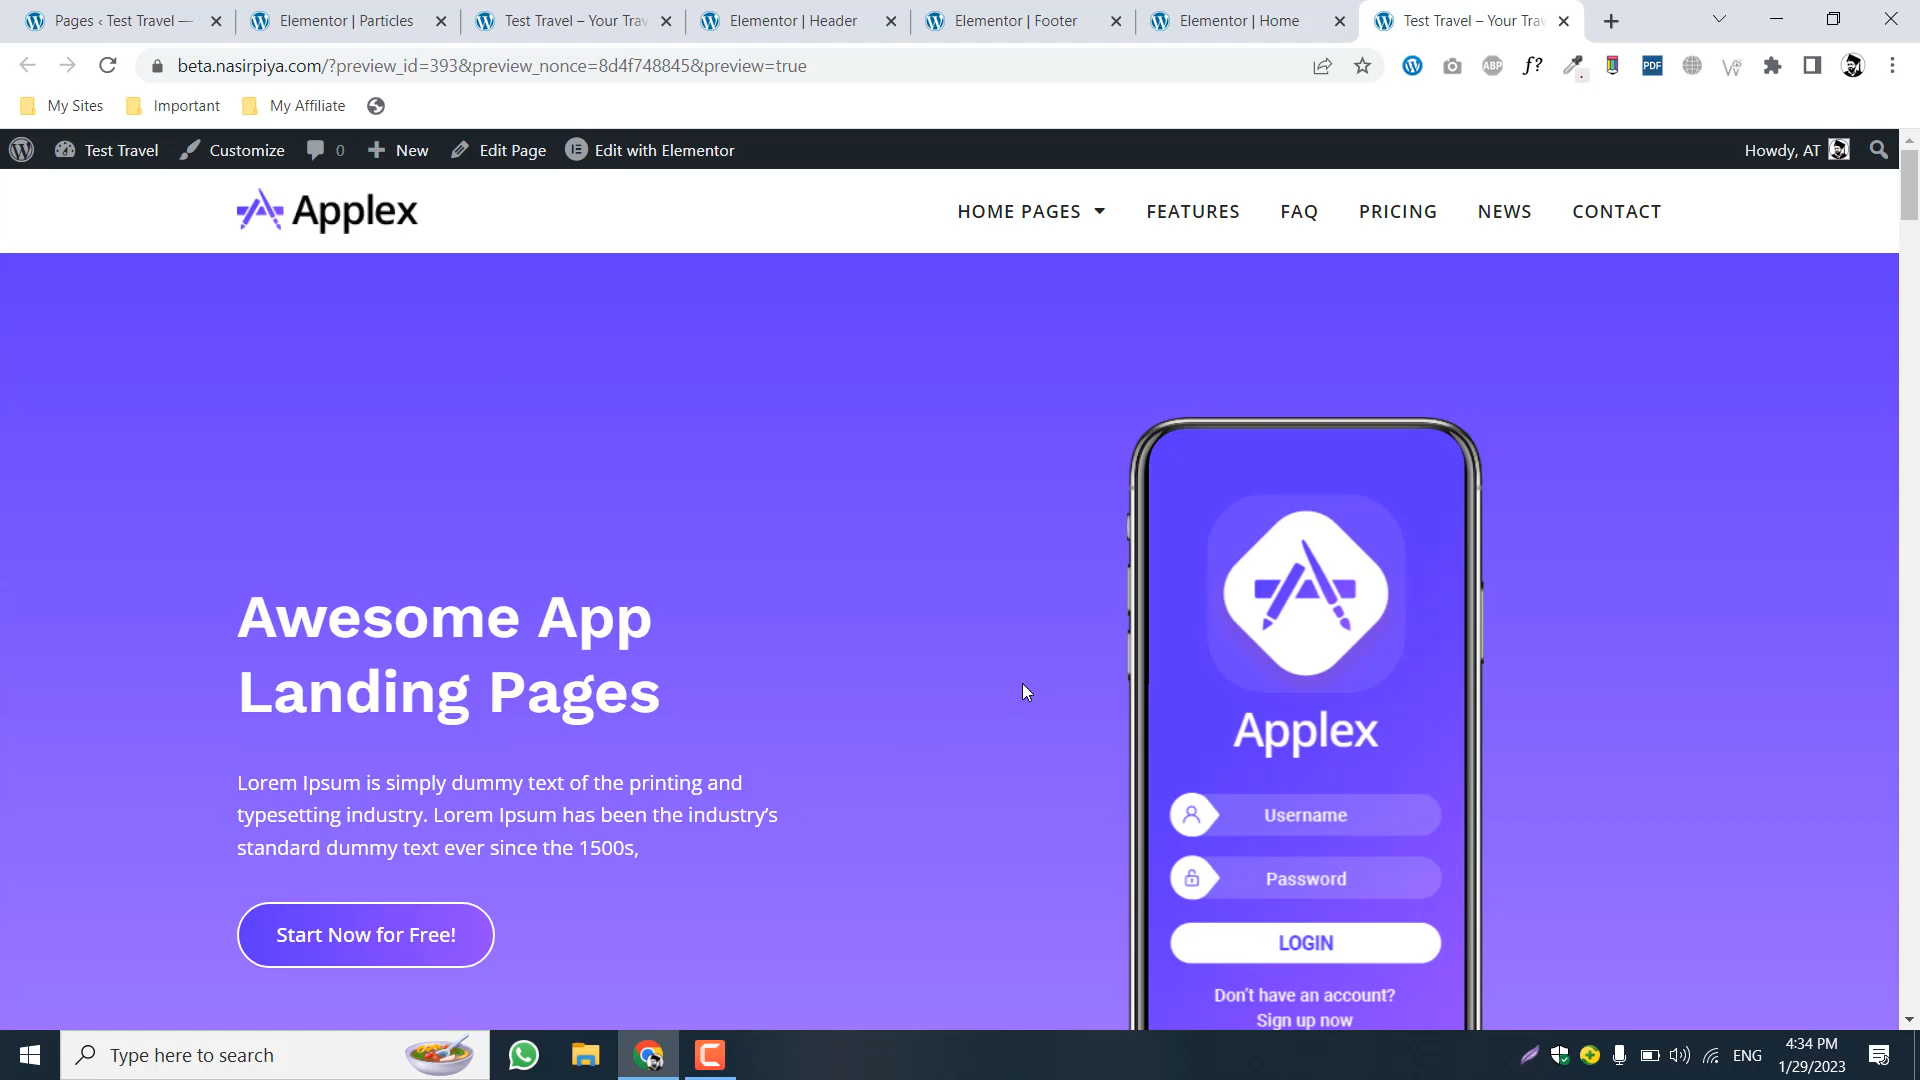 Pages ‹ Test Travel —
Elementor | Particles
Test Travel – Your Trav
Elementor | Header
Elementor | Footer
Elementor | Home
Test Travel – Your Trav
beta.nasirpiya.com/?preview_id=393&preview_nonce=8d4f748845&preview=true
ABP
f?
PDF
My Sites
Important
My Affiliate
Test Travel
Customize
0
New
Edit Page
Edit with Elementor
Howdy, AT
Applex
HOME PAGES
FEATURES
FAQ
PRICING
NEWS
CONTACT
Awesome App
Landing Pages
Lorem Ipsum is simply dummy text of the printing and
typesetting industry. Lorem Ipsum has been the industry’s
standard dummy text ever since the 1500s,
Start Now for Free!
Applex
Username
Password
LOGIN
Don't have an account?
Sign up now
Type here to search
ENG
4:34 PM
1/29/2023